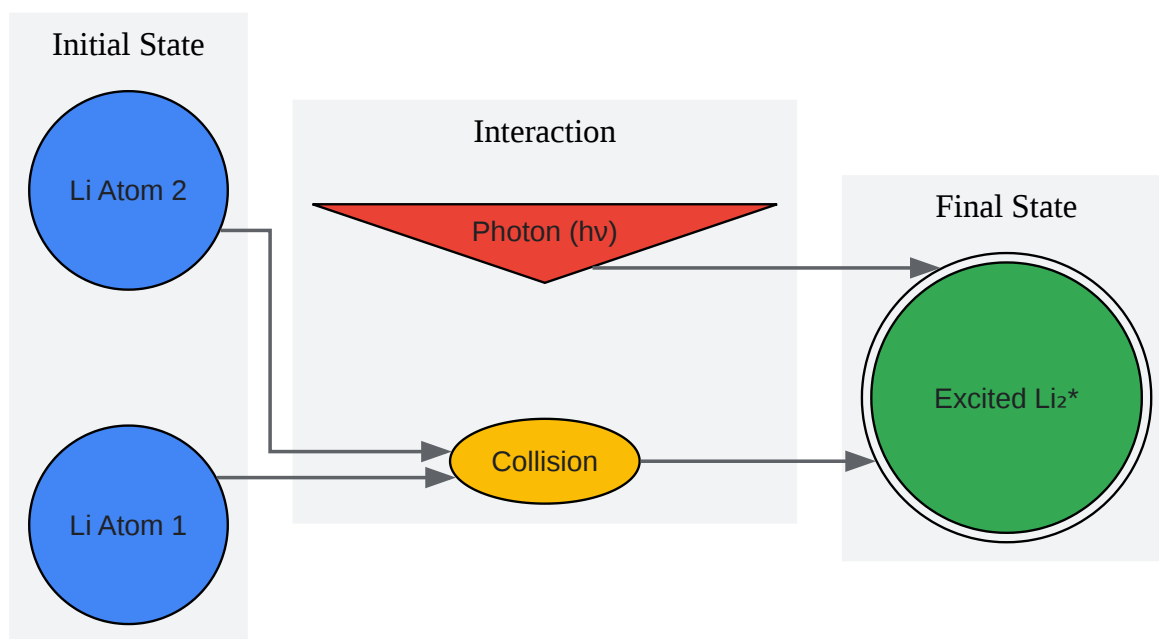 Initial State
Li Atom 2
Li Atom 1
Interaction
Photon (hν)
Collision
Final State
Excited Li₂*